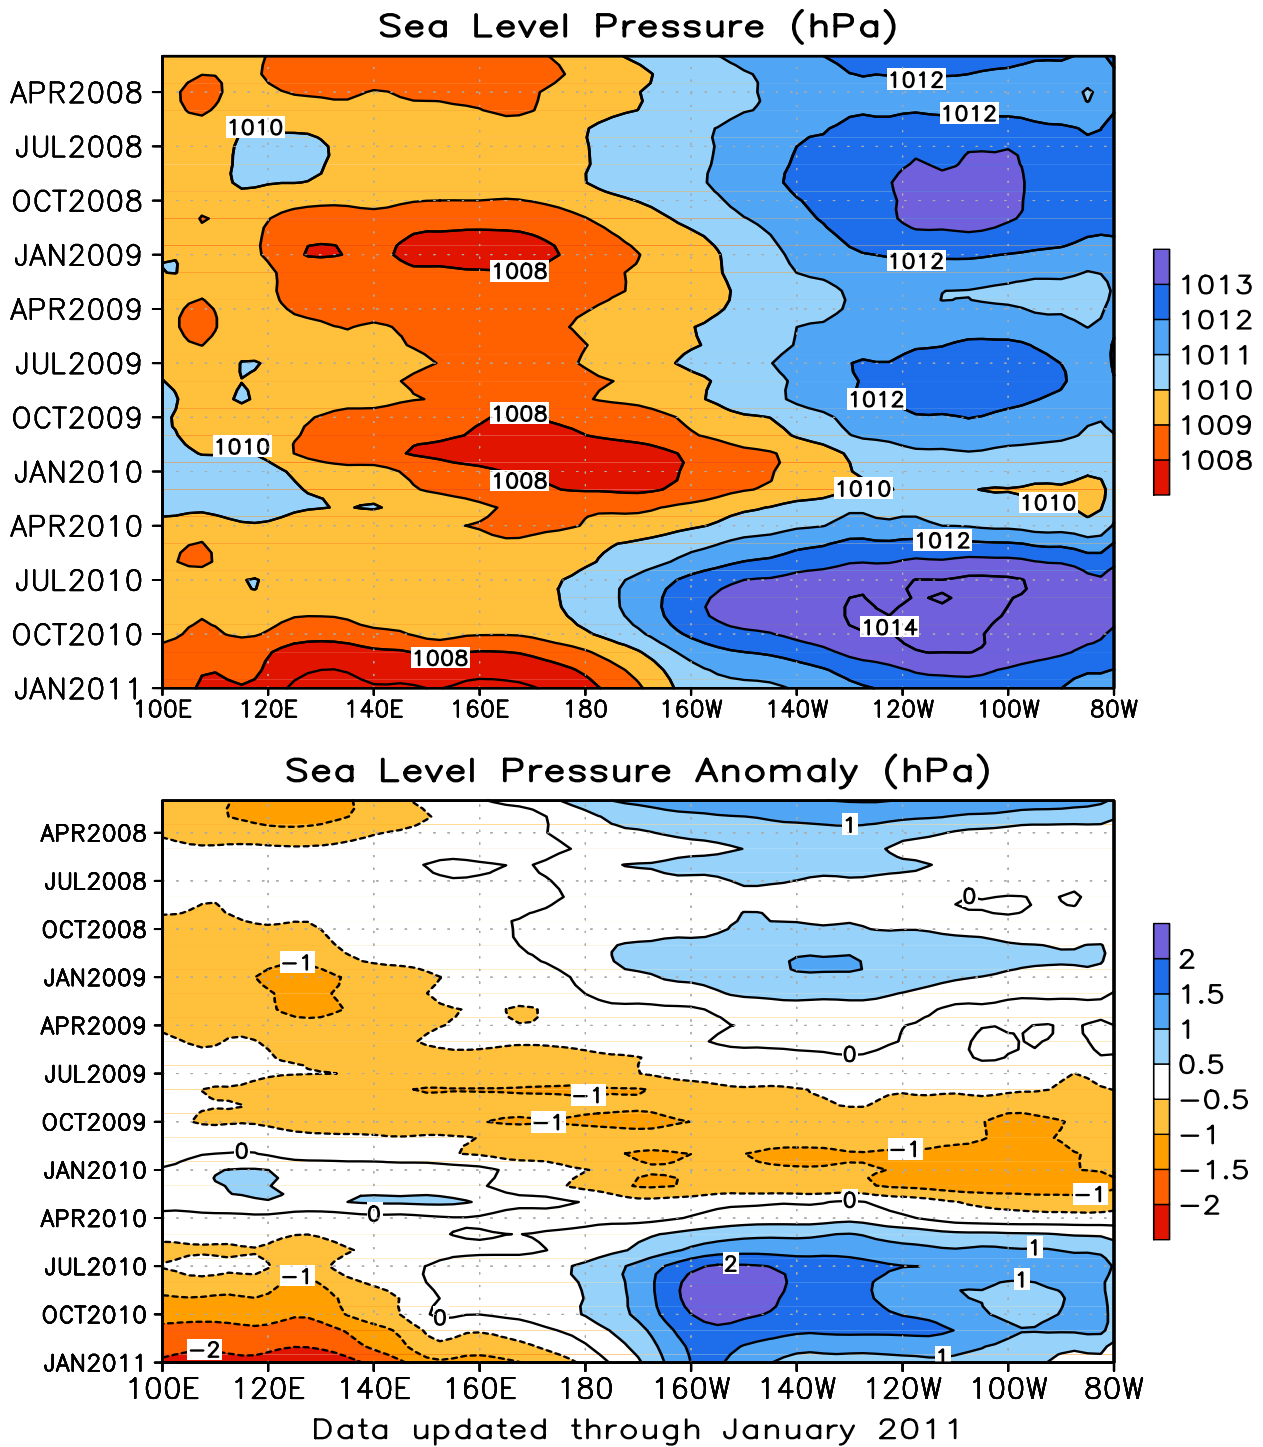 Sea Level Pressure (hPa)
APR2008
JUL2008
OCT2008
JAN2009
APR2009
JUL2009
OCT2009
JAN2010
APR2010
JUL2010
OCT2010
JAN2011
1012
1012
1010
1012
1008
1012
1008
1010
1008
1010
1010
1012
1014
1008
100E 120E 140E 160E 180 160W 140W 120W 100W 80W
1013
1012
1011
1010
1009
1008
Sea Level Pressure Anomaly (hPa)
APR2008
JUL2008
OCT2008
JAN2009
APR2009
JUL2009
OCT2009
JAN2010
APR2010
JUL2010
OCT2010
JAN2011
1
0
−1
0
−1
−1
−1
0
−1
0
0
1
2
−1
1
0
−2
1
100E 120E 140E 160E 180 160W 140W 120W 100W 80W
2
1.5
1
0.5
−0.5
−1
−1.5
−2
Data updated through January 2011